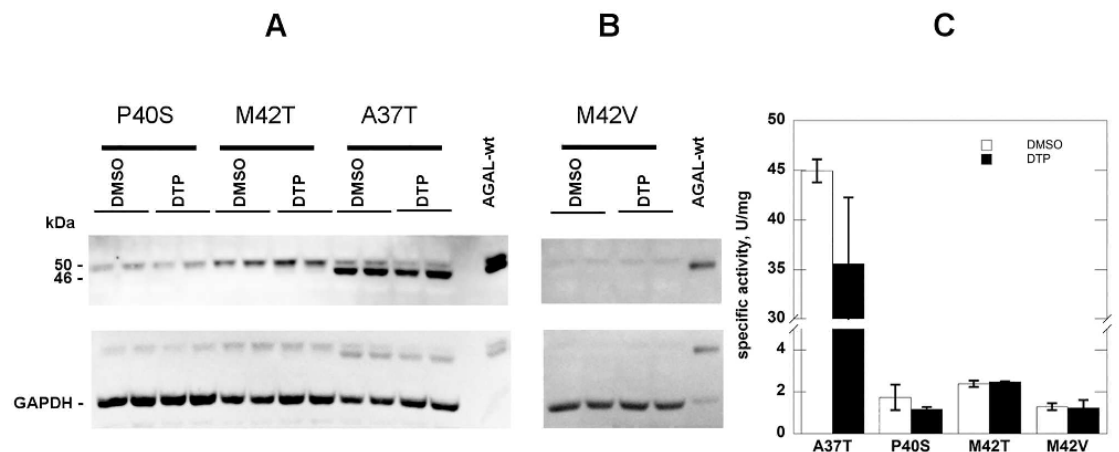 A B C
P40S M42T A37T AGAL-wt
DMSO DTP DMSO DTP DMSO DTP
kDa
50 -
46 -
GAPDH -
M42V AGAL-wt
DMSO DTP
specific activity, U/mg
50
45
40
35
30
4
2
0
DMSO
DTP
A37T P40S M42T M42V